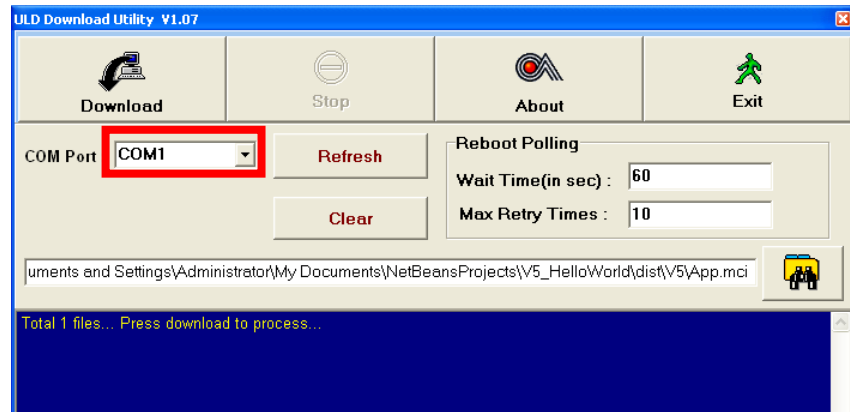 ULD Download Utility V1.07
Download
Stop
About
Exit
COM Port
COM1
Refresh
Clear
Reboot Polling
Wait Time(in sec) :
60
Max Retry Times :
10
uments and Settings\Administrator\My Documents\NetBeansProjects\V5_HelloWorld\dist\V5\App.mci
Total 1 files... Press download to process...